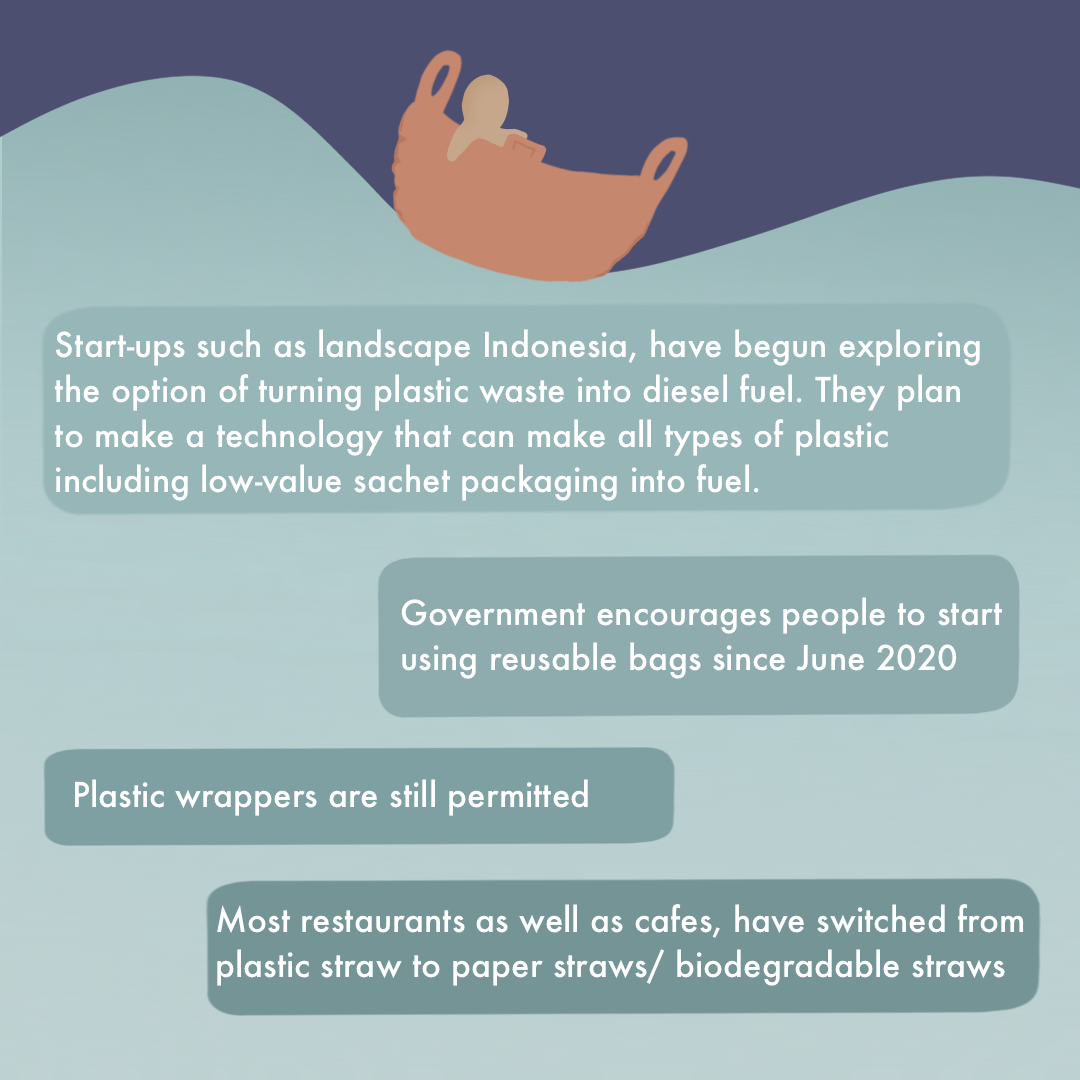 Start-ups such as landscape Indonesia, have begun exploring
the option of turning plastic waste into diesel fuel. They plan
to make a technology that can make all types of plastic
including low-value sachet packaging into fuel.
Government encourages people to start
using reusable bags since June 2020
Plastic wrappers are still permitted
Most restaurants as well as cafes, have switched from
plastic straw to paper straws/ biodegradable straws